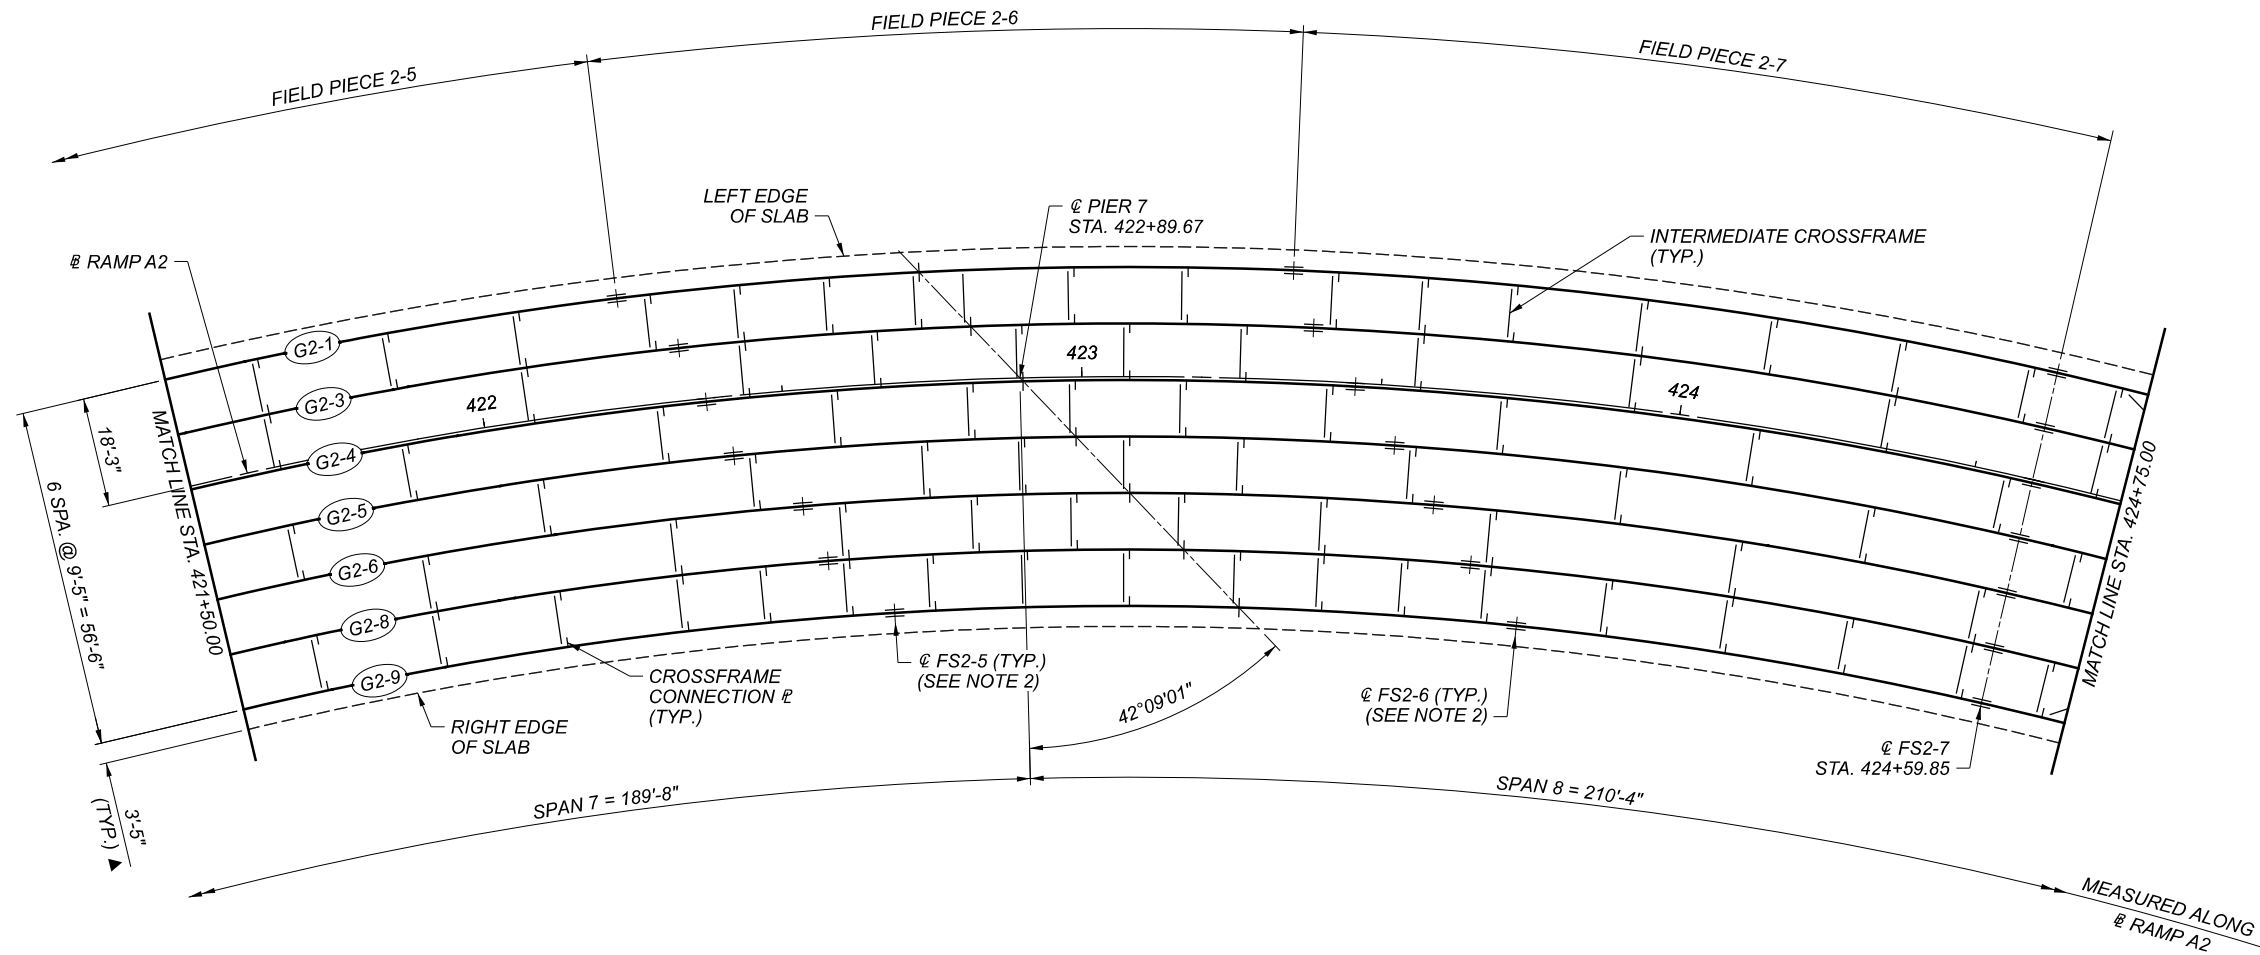 FIELD PIECE 2-6
FIELD PIECE 2-5
FIELD PIECE 2-7
LEFT EDGE
OF SLAB
℄ PIER 7
STA. 422+89.67
INTERMEDIATE CROSSFRAME
(TYP.)
RAMP A2
G2-1
G2-3
G2-4
G2-5
G2-6
G2-8
G2-9
422
423
424
18'-3"
6 SPA. @ 9'-5" = 56'-6"
3'-5"
(TYP.)
MATCH LINE STA. 421+50.00
MATCH LINE STA. 424+75.00
CROSSFRAME
CONNECTION ⅊
(TYP.)
RIGHT EDGE
OF SLAB
℄ FS2-5 (TYP.)
(SEE NOTE 2)
42°09'01"
℄ FS2-6 (TYP.)
(SEE NOTE 2)
℄ FS2-7
STA. 424+59.85
SPAN 7 = 189'-8"
SPAN 8 = 210'-4"
MEASURED ALONG
RAMP A2